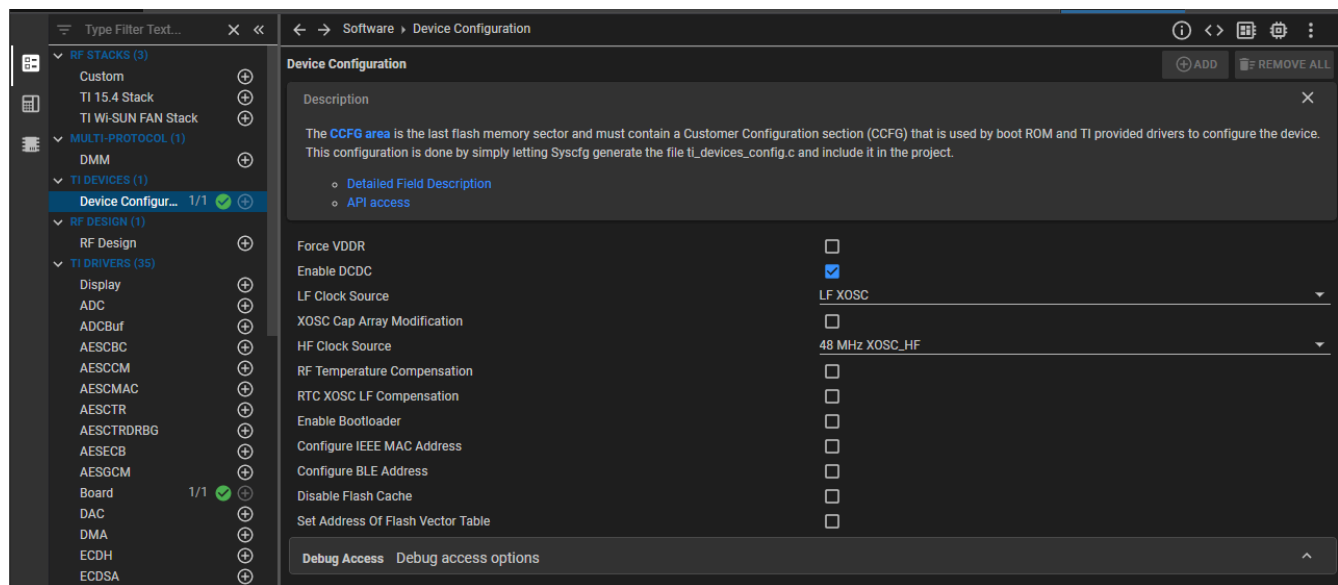 Type Filter Text...
RF STACKS (3)
Custom
TI 15.4 Stack
TI Wi-SUN FAN Stack
MULTI-PROTOCOL (1)
DMM
TI DEVICES (1)
Device Configur... 1/1
RF DESIGN (1)
RF Design
TI DRIVERS (35)
Display
ADC
ADCBuf
AESCBC
AESCCM
AESCMAC
AESCTR
AESCTRDRBG
AESECB
AESGCM
Board 1/1
DAC
DMA
ECDH
ECDSA
Software Device Configuration
Device Configuration
ADD
REMOVE ALL
Description
The CCFG area is the last flash memory sector and must contain a Customer Configuration section (CCFG) that is used by boot ROM and TI provided drivers to configure the device.
This configuration is done by simply letting Syscfg generate the file ti_devices_config.c and include it in the project.
Detailed Field Description
API access
Force VDDR
Enable DCDC
LF Clock Source LF XOSC
XOSC Cap Array Modification
HF Clock Source 48 MHz XOSC_HF
RF Temperature Compensation
RTC XOSC LF Compensation
Enable Bootloader
Configure IEEE MAC Address
Configure BLE Address
Disable Flash Cache
Set Address Of Flash Vector Table
Debug Access Debug access options